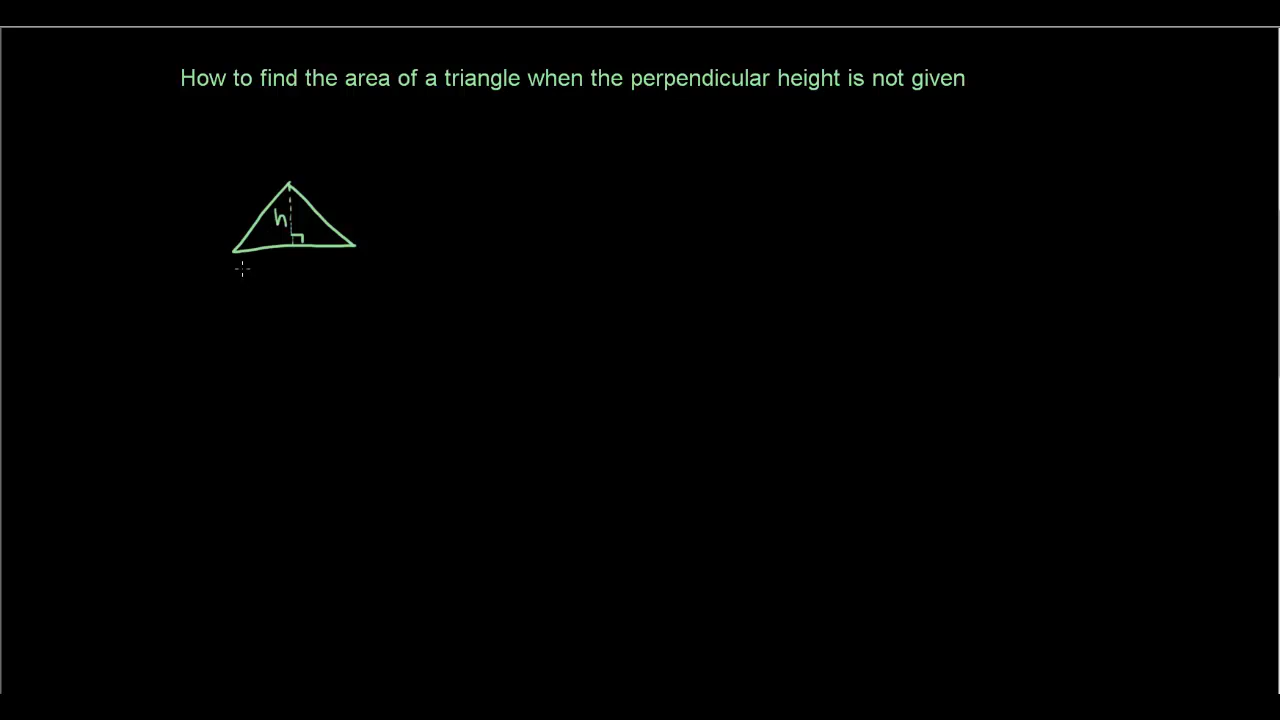 How to find the area of a triangle when the perpendicular height is not given
h